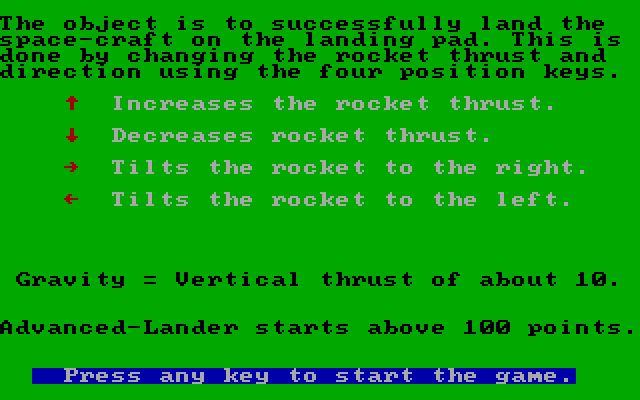 The object is to successfully land the
space-craft on the landing pad. This is
done by changing the rocket thrust and
direction using the four position keys.
↑ Increases the rocket thrust.
↓ Decreases rocket thrust.
→ Tilts the rocket to the right.
← Tilts the rocket to the left.
Gravity = Vertical thrust of about 10.
Advanced-Lander starts above 100 points.
Press any key to start the game.